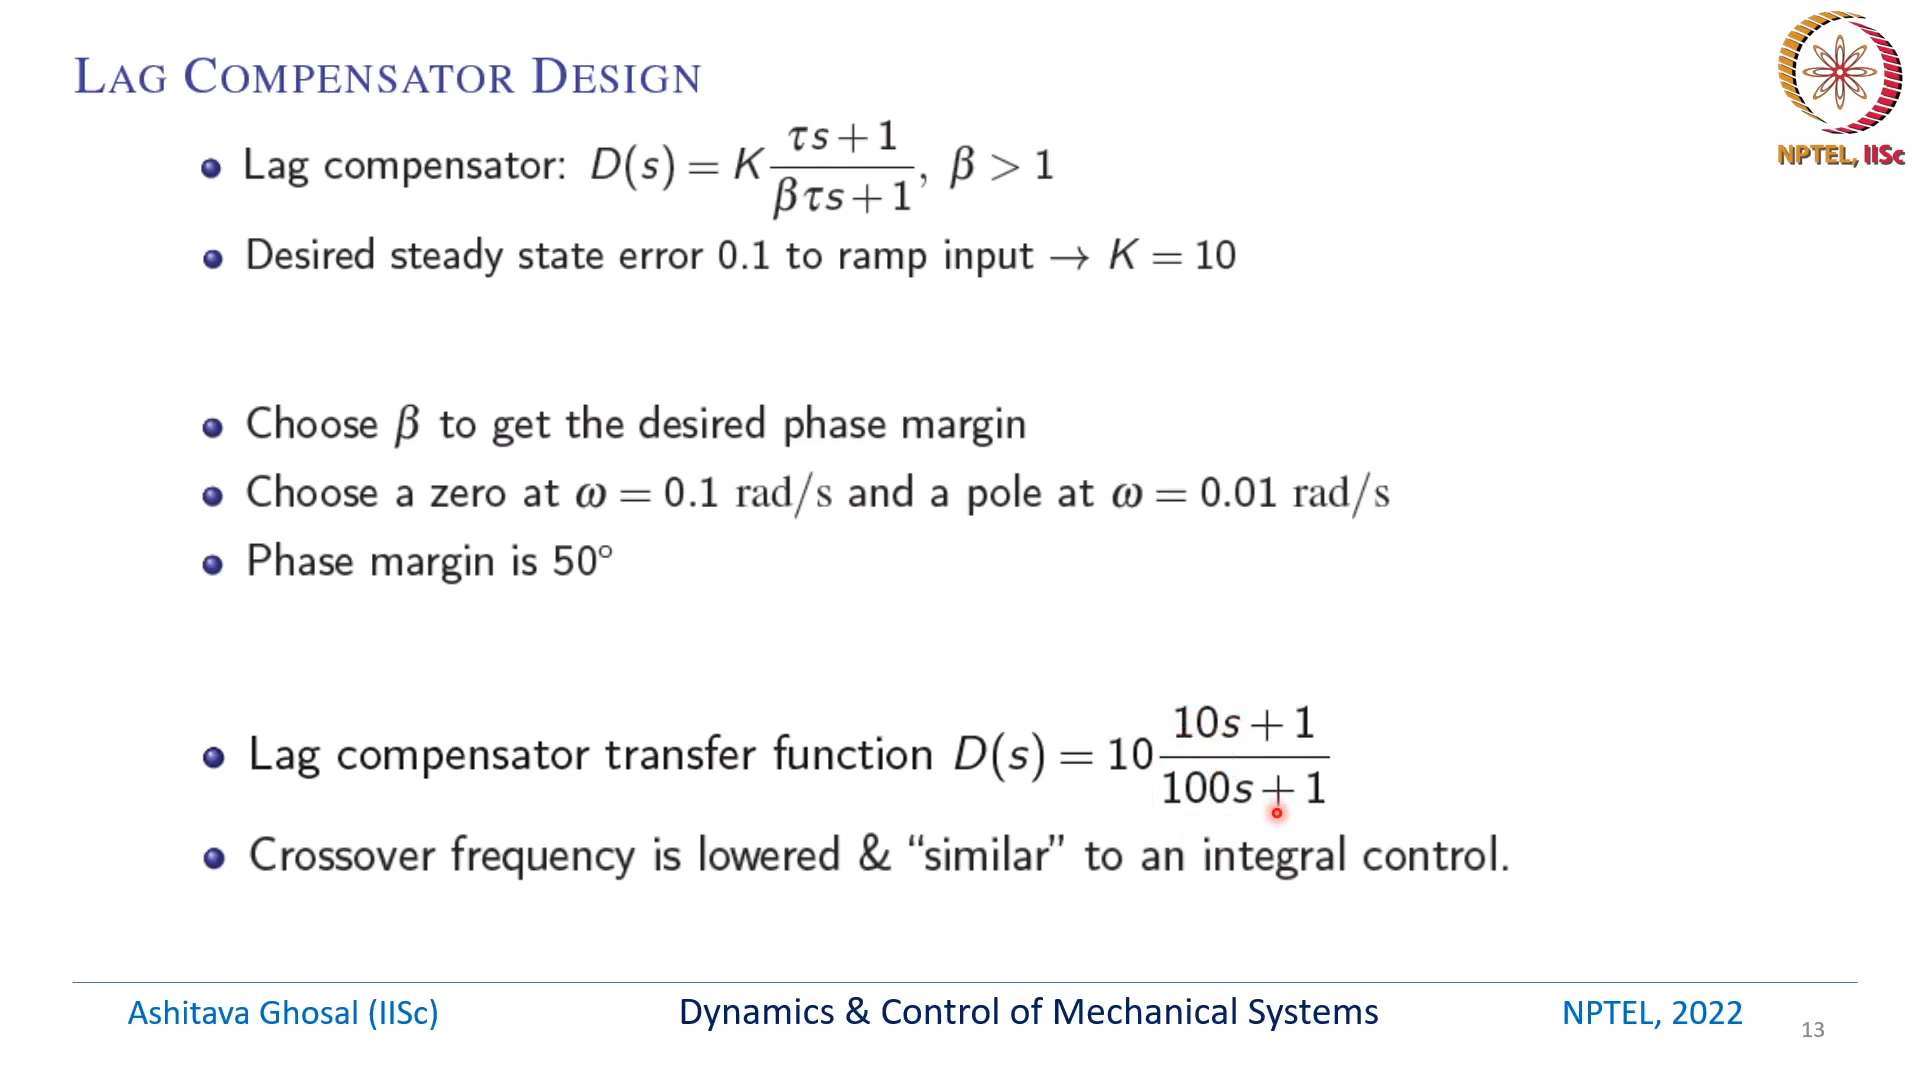 LAG COMPENSATOR DESIGN
NPTEL, IISc
Lag compensator: D(s) = K (τs+1)/(βτs+1), β > 1
Desired steady state error 0.1 to ramp input → K = 10
Choose β to get the desired phase margin
Choose a zero at ω = 0.1 rad/s and a pole at ω = 0.01 rad/s
Phase margin is 50°
Lag compensator transfer function D(s) = 10 (10s+1)/(100s+1)
Crossover frequency is lowered & “similar” to an integral control.
Ashitava Ghosal (IISc) Dynamics & Control of Mechanical Systems NPTEL, 2022 13